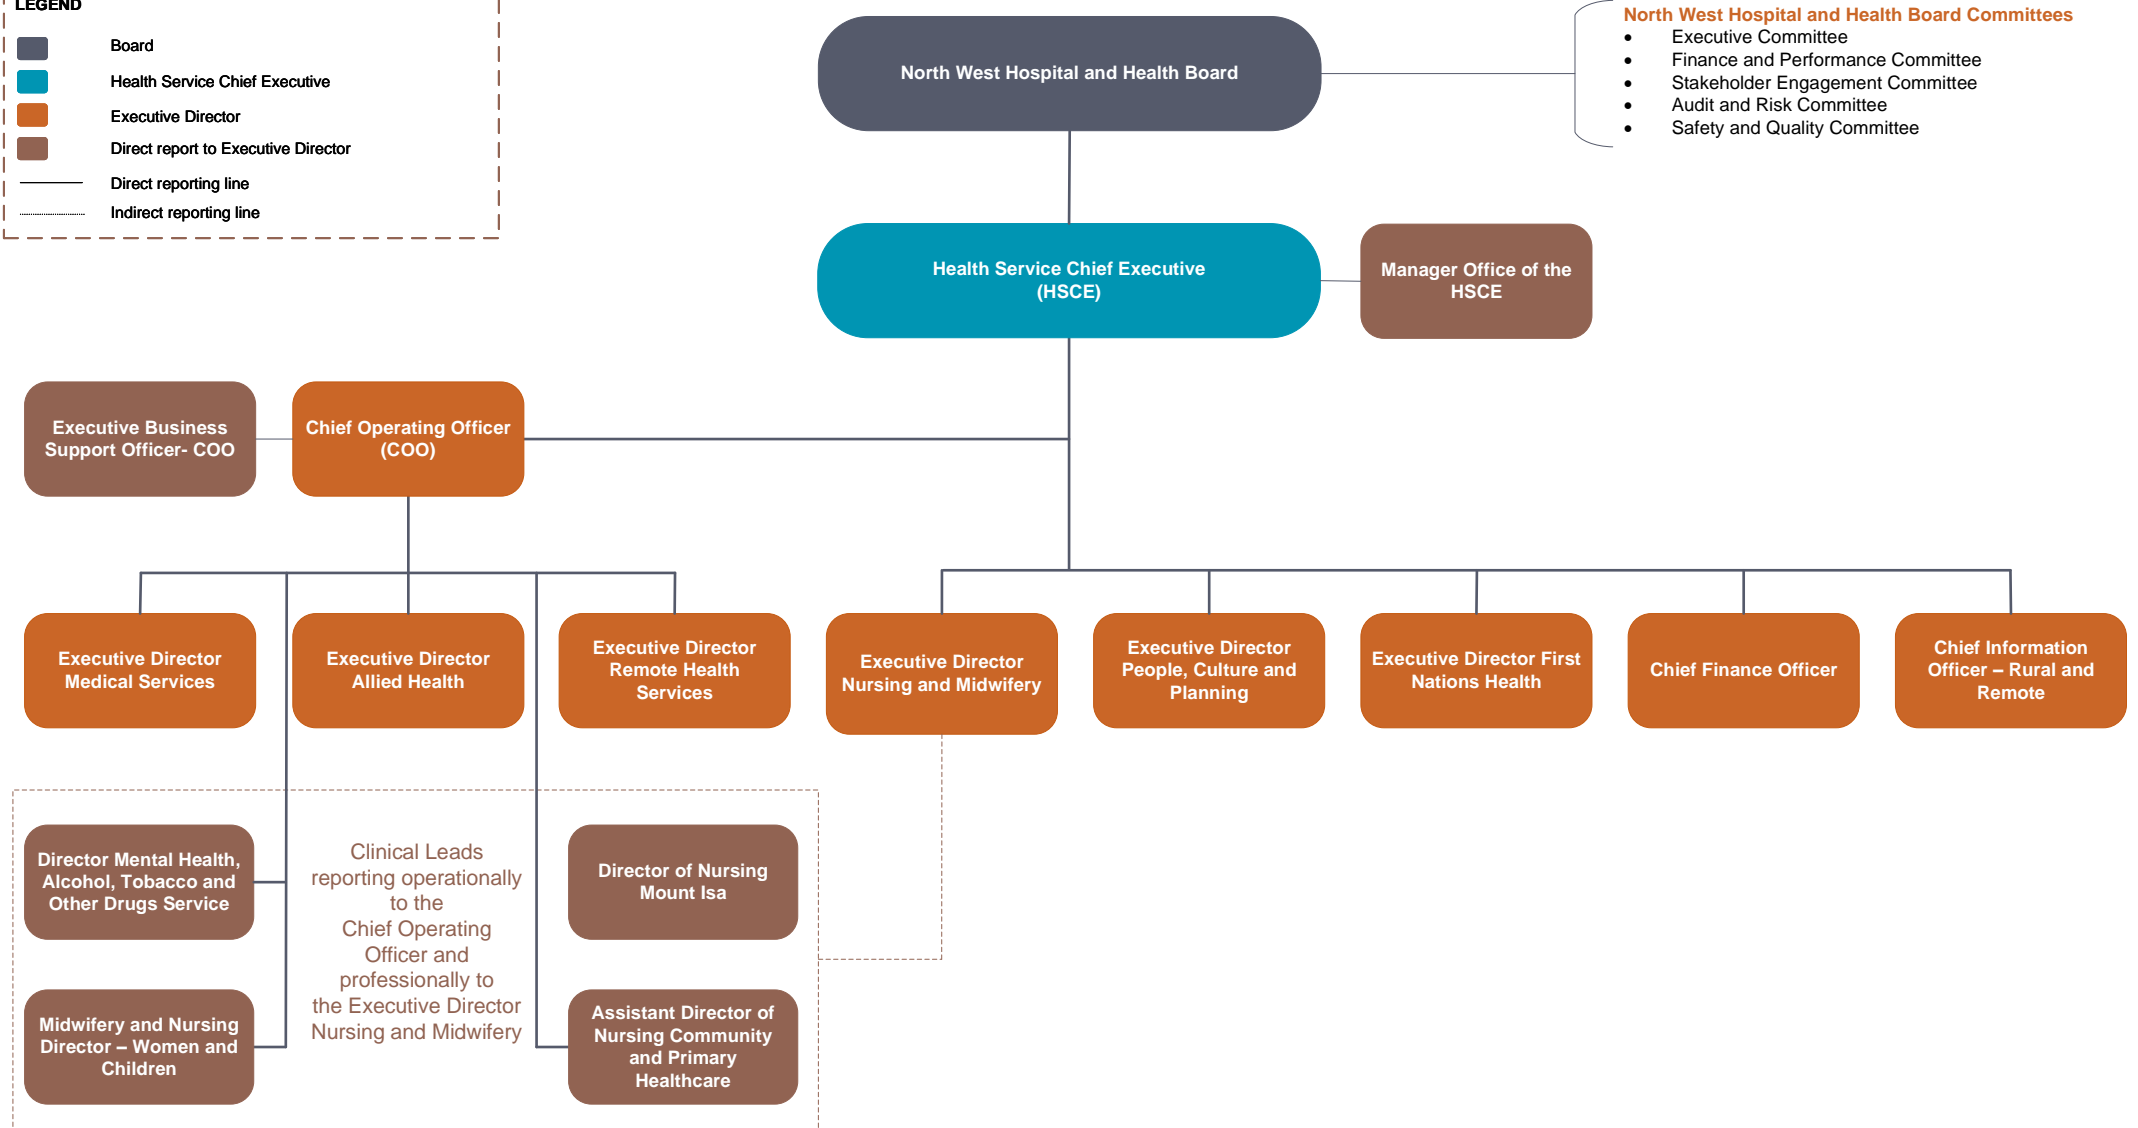 LEGEND
Board
Health Service Chief Executive
Executive Director
Direct report to Executive Director
Direct reporting line
Indirect reporting line
North West Hospital and Health Board
North West Hospital and Health Board Committees
• Executive Committee
• Finance and Performance Committee
• Stakeholder Engagement Committee
• Audit and Risk Committee
• Safety and Quality Committee
Health Service Chief Executive
(HSCE)
Manager Office of the
HSCE
Executive Business
Support Officer- COO
Chief Operating Officer
(COO)
Executive Director
Medical Services
Executive Director
Allied Health
Executive Director
Remote Health
Services
Executive Director
Nursing and Midwifery
Executive Director
People, Culture and
Planning
Executive Director First
Nations Health
Chief Finance Officer
Chief Information
Officer – Rural and
Remote
Director Mental Health,
Alcohol, Tobacco and
Other Drugs Service
Clinical Leads
reporting operationally
to the
Chief Operating
Officer and
professionally to
the Executive Director
Nursing and Midwifery
Director of Nursing
Mount Isa
Midwifery and Nursing
Director – Women and
Children
Assistant Director of
Nursing Community
and Primary
Healthcare